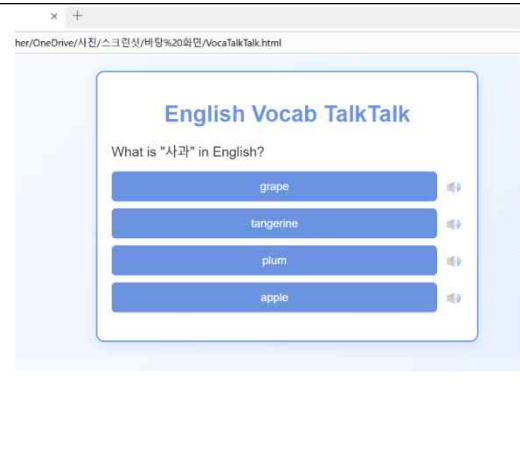 her/OneDrive/사진/스크린샷/바탕%20화면/VocaTalkTalk.html
English Vocab TalkTalk
What is "사과" in English?
grape
tangerine
plum
apple